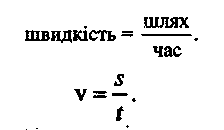 швидкість = шлях / час.
v = s / t.